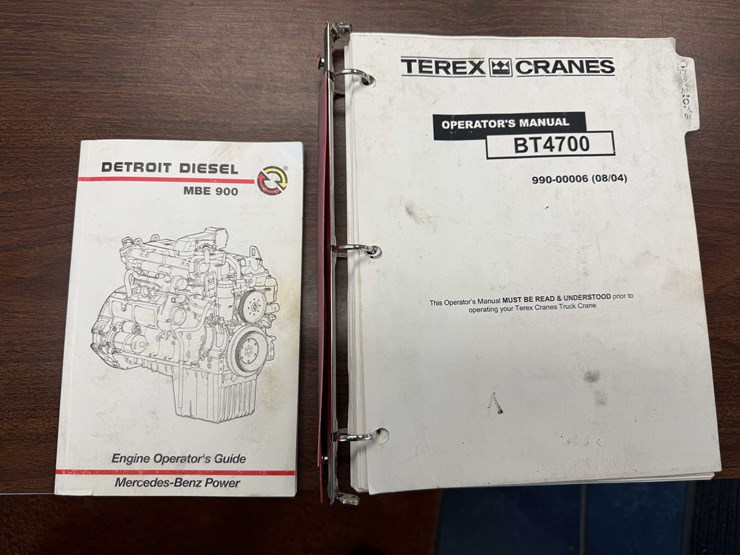 DETROIT DIESEL
MBE 900
®
Engine Operator's Guide
Mercedes-Benz Power
TEREX CRANES
OPERATOR'S MANUAL
BT4700
990-00006 (08/04)
This Operator's Manual MUST BE READ & UNDERSTOOD prior to
operating your Terex Cranes Truck Crane